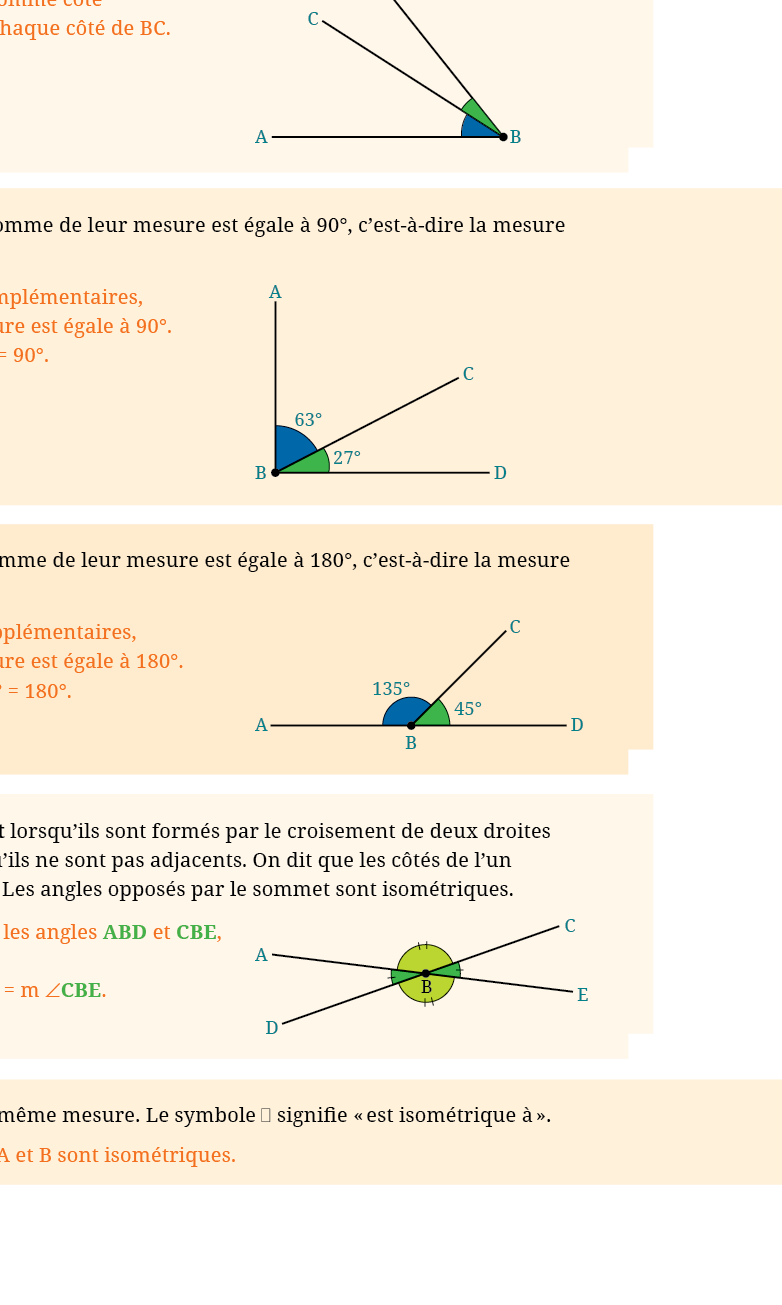 haque côté de BC.
C
A
B
omme de leur mesure est égale à 90°, c’est-à-dire la mesure
mplémentaires,
ure est égale à 90°.
= 90°.
A
C
63°
27°
B
D
mme de leur mesure est égale à 180°, c’est-à-dire la mesure
pplémentaires,
ure est égale à 180°.
° = 180°.
C
135°
45°
A
D
B
t lorsqu’ils sont formés par le croisement de deux droites
u’ils ne sont pas adjacents. On dit que les côtés de l’un
Les angles opposés par le sommet sont isométriques.
les angles ABD et CBE,
= m ∠CBE.
C
A
B
E
D
même mesure. Le symbole signifie « est isométrique à ».
A et B sont isométriques.